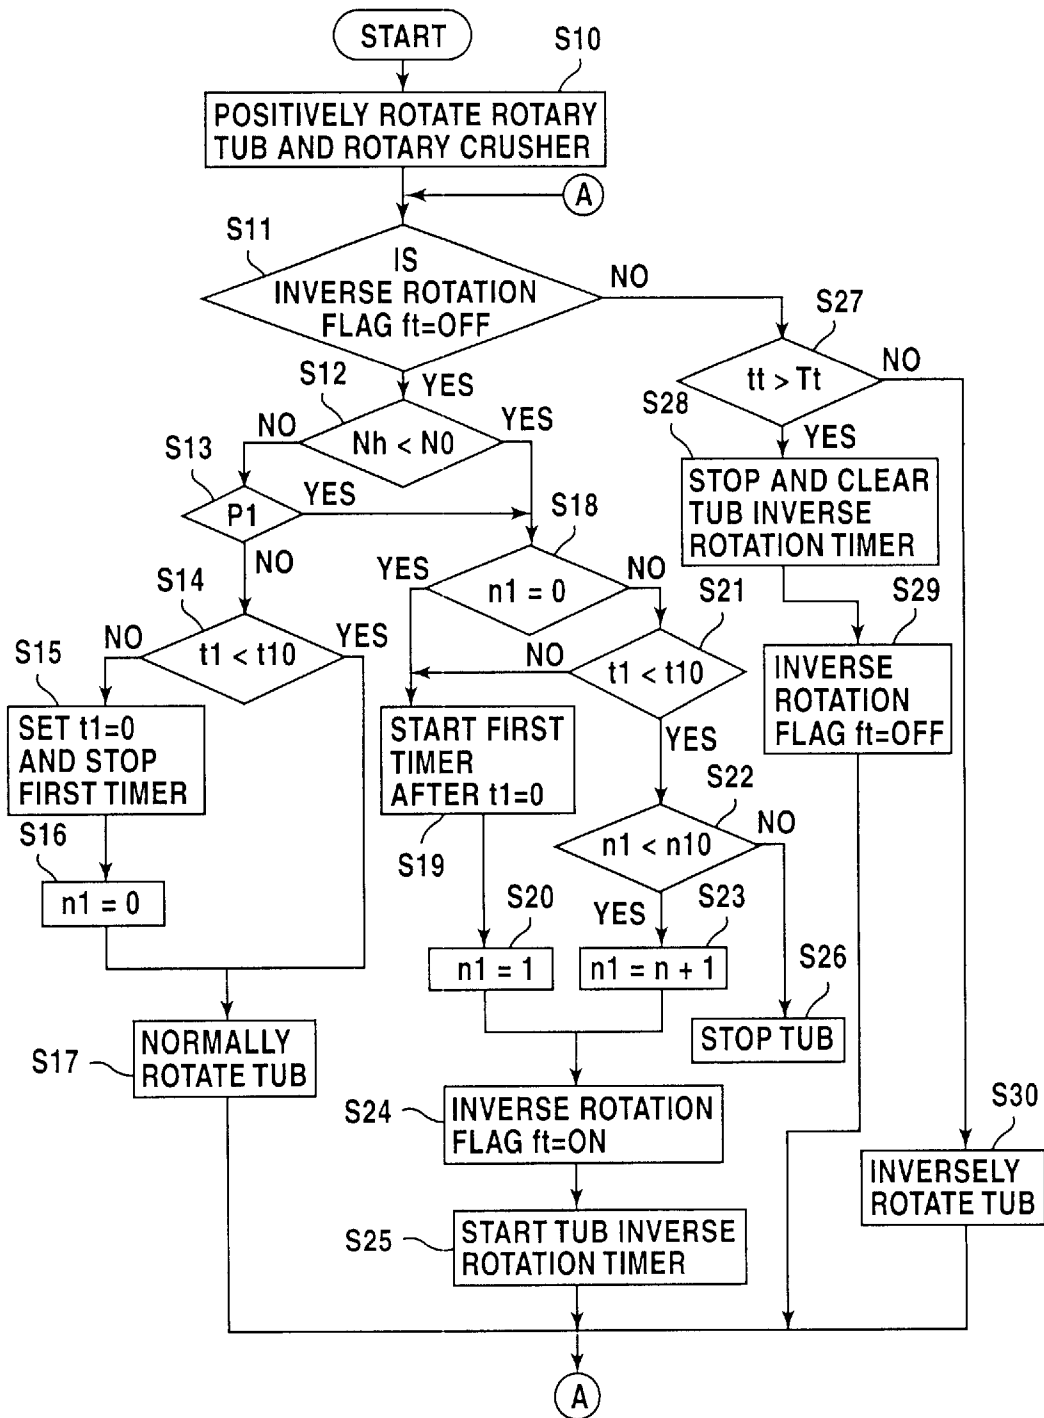 START
S10
POSITIVELY ROTATE ROTARY
TUB AND ROTARY CRUSHER
A
S11
IS
INVERSE ROTATION
FLAG ft=OFF
NO
S27
tt > Tt
NO
YES
S12
YES
Nh < N0
NO
YES
S28
STOP AND CLEAR
TUB INVERSE
ROTATION TIMER
S13
P1
YES
NO
S18
n1 = 0
YES
NO
S14
t1 < t10
NO
YES
S21
t1 < t10
NO
YES
S29
INVERSE
ROTATION
FLAG ft=OFF
S15
SET t1=0
AND STOP
FIRST TIMER
START FIRST
TIMER
AFTER t1=0
S19
S22
n1 < n10
NO
YES
S16
n1 = 0
S20
n1 = 1
S23
n1 = n + 1
S26
STOP TUB
S17
NORMALLY
ROTATE TUB
S24
INVERSE ROTATION
FLAG ft=ON
S30
INVERSELY
ROTATE TUB
S25
START TUB INVERSE
ROTATION TIMER
A